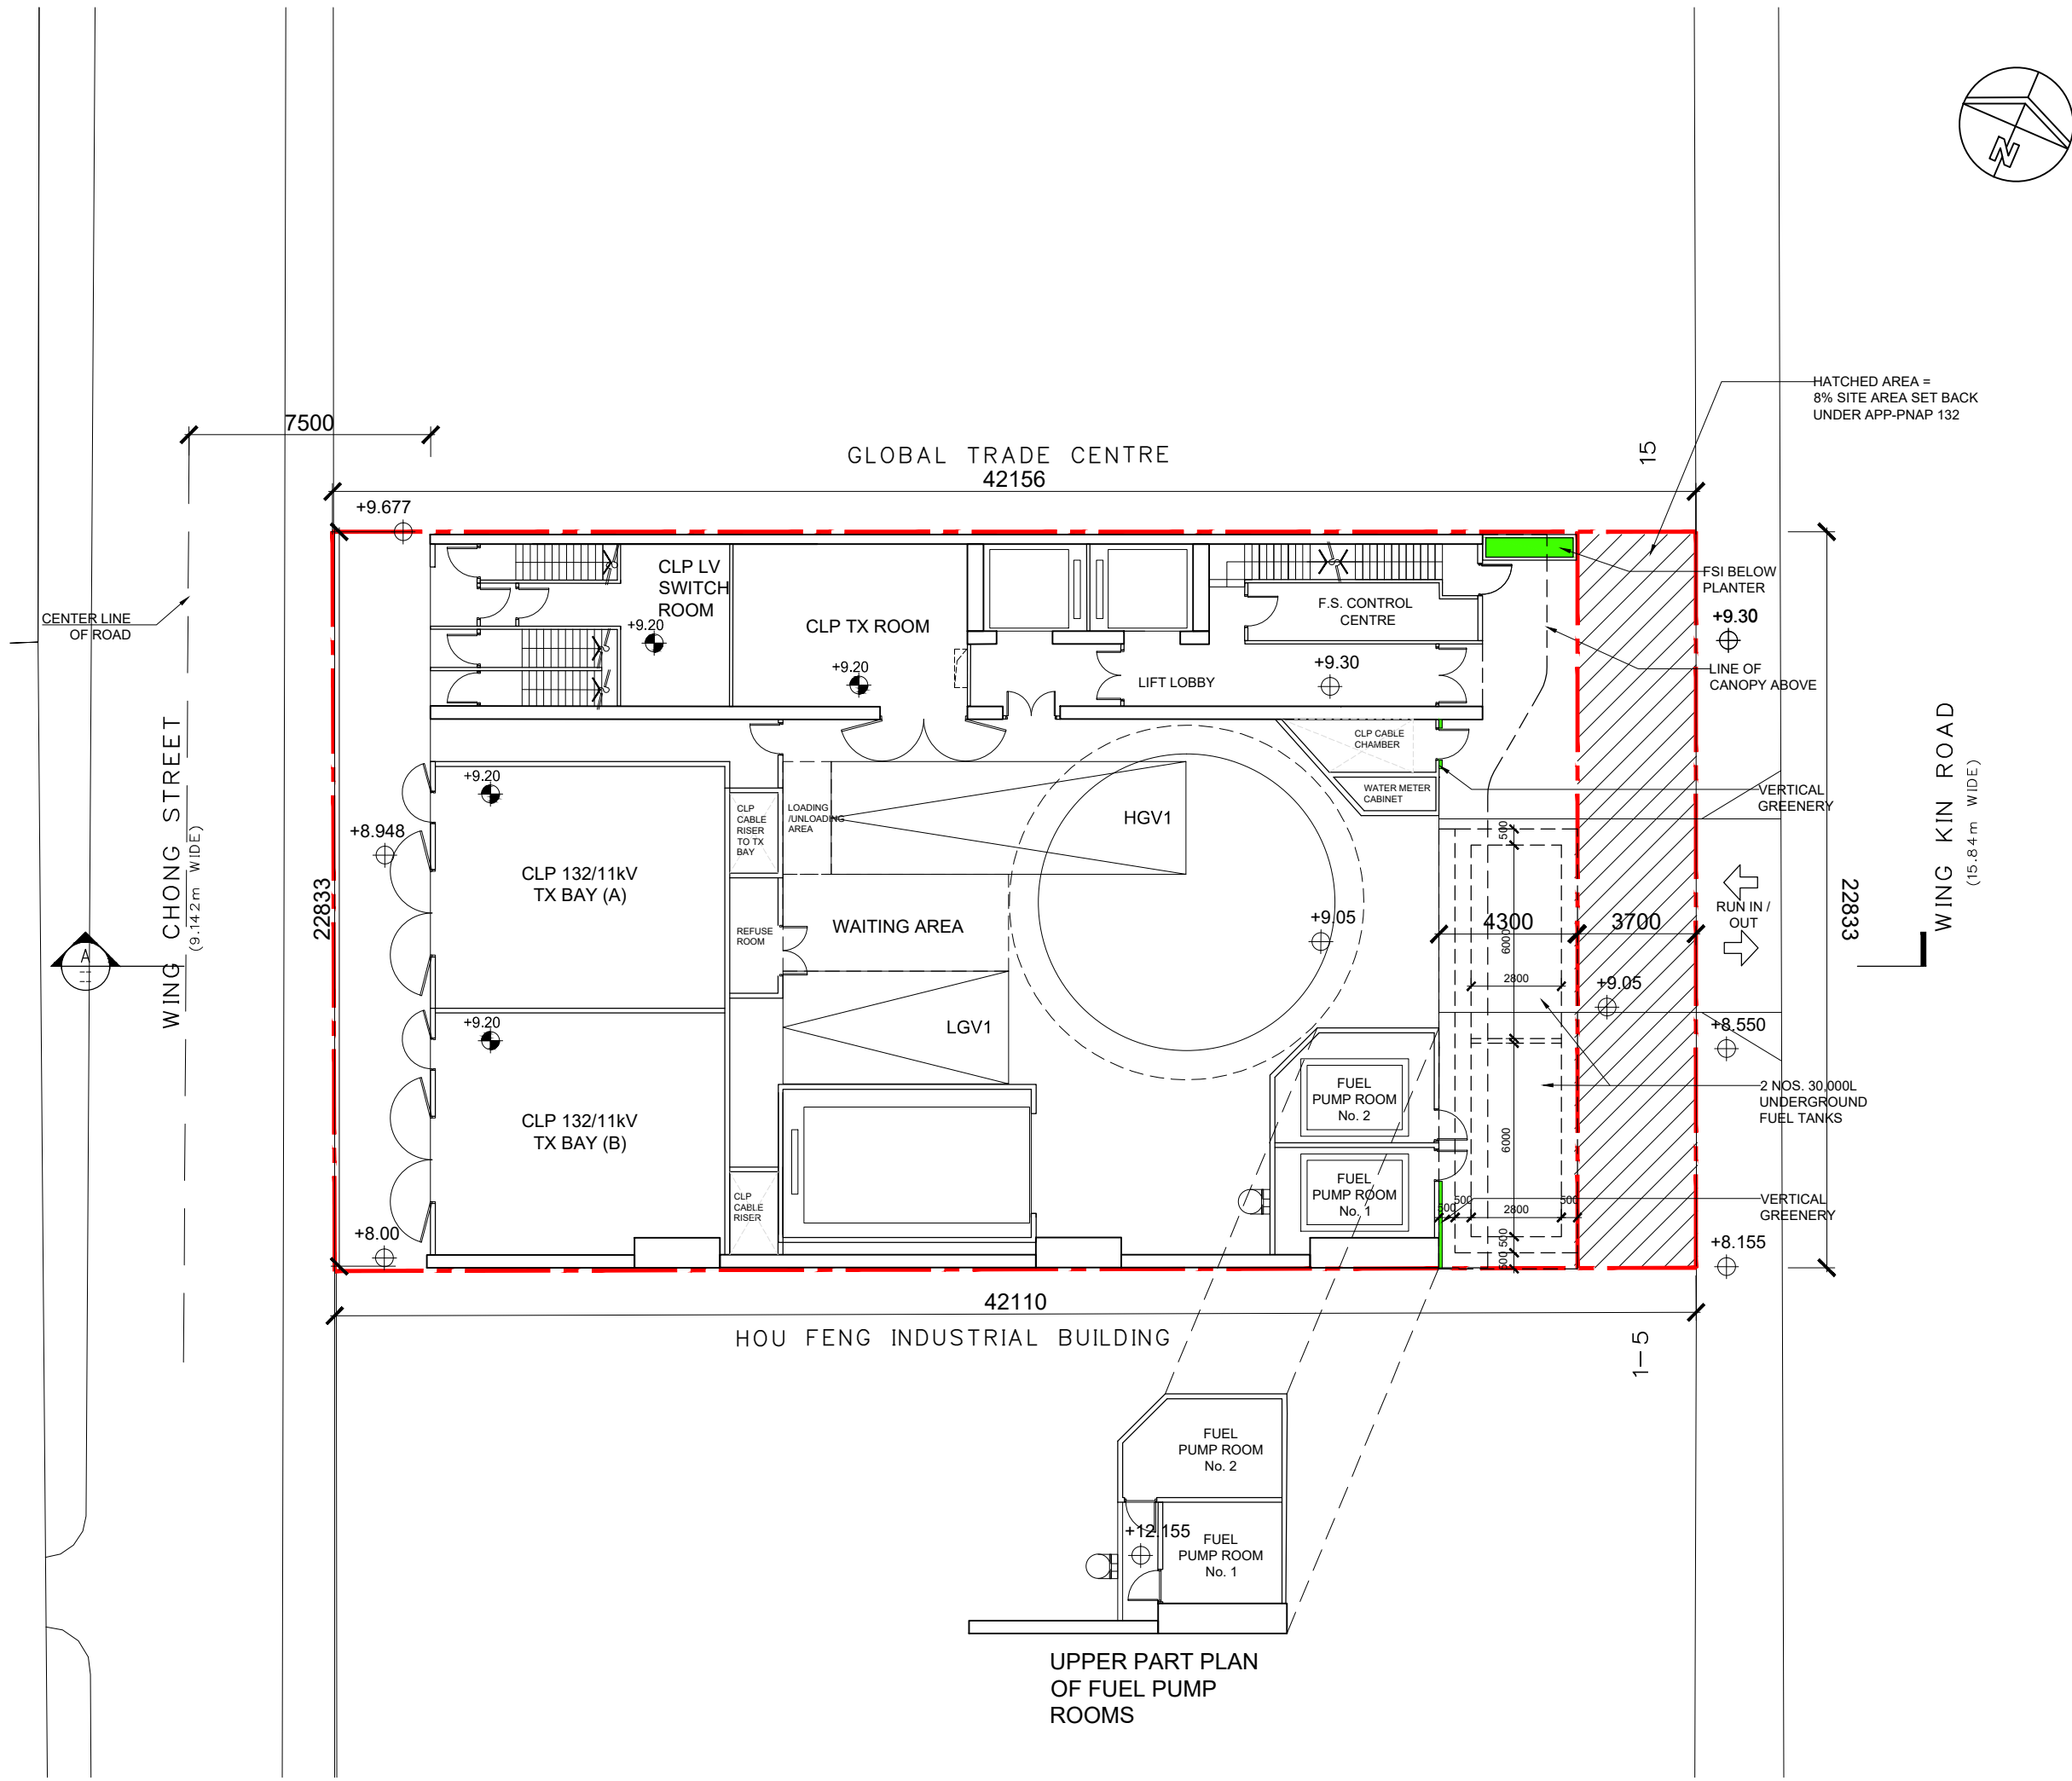 N
HATCHED AREA =
8% SITE AREA SET BACK
UNDER APP-PNAP 132
7500
GLOBAL TRADE CENTRE
42156
15
+9.677
CENTER LINE
OF ROAD
CLP LV
SWITCH
ROOM
+9.20
CLP TX ROOM
+9.20
F.S. CONTROL
CENTRE
+9.30
LIFT LOBBY
FSI BELOW
PLANTER
+9.30
LINE OF
CANOPY ABOVE
CLP CABLE
CHAMBER
WATER METER
CABINET
VERTICAL
GREENERY
WING CHONG STREET
(9.142m WIDE)
WING KIN ROAD
(15.84m WIDE)
+9.20
+8.948
CLP 132/11kV
TX BAY (A)
CLP
CABLE
RISER
TO TX
BAY
LOADING
/UNLOADING
AREA
HGV1
500
22833
REFUSE
ROOM
WAITING AREA
+9.05
4300
3700
RUN IN /
OUT
22833
6000
2800
+9.05
A
--
--
+9.20
LGV1
+8.550
FUEL
PUMP ROOM
No. 2
2 NOS. 30,000L
UNDERGROUND
FUEL TANKS
CLP 132/11kV
TX BAY (B)
6000
FUEL
PUMP ROOM
No. 1
CLP
CABLE
RISER
500
500
2800
500
VERTICAL
GREENERY
+8.00
500
500
+8.155
42110
HOU FENG INDUSTRIAL BUILDING
1-5
FUEL
PUMP ROOM
No. 2
+12.155
FUEL
PUMP ROOM
No. 1
UPPER PART PLAN
OF FUEL PUMP
ROOMS